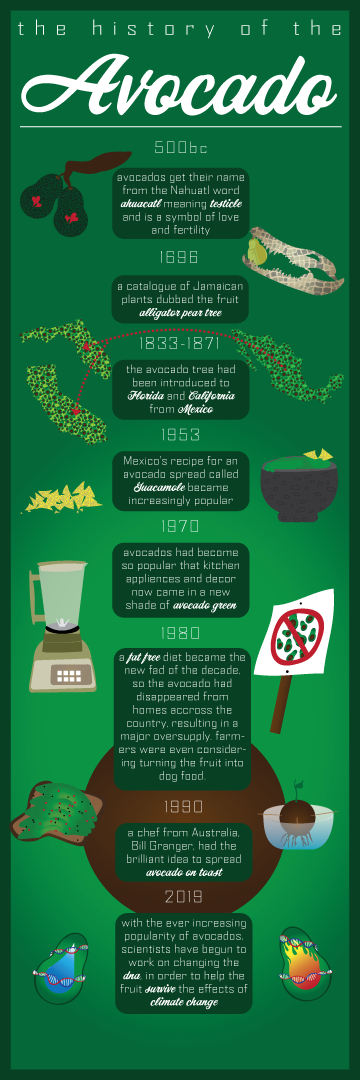 the history of the
Avocado
500bc
avocados get their name
from the Nahuatl word
ahuacatl meaning testicle
and is a symbol of love
and fertility
1696
a catalogue of Jamaican
plants dubbed the fruit
alligator pear tree
1833-1871
the avocado tree had
been introduced to
Florida and California
from Mexico
1953
Mexico's recipe for an
avocado spread called
Guacamole became
increasingly popular
1970
avocados had become
so popular that kitchen
appliences and decor
now came in a new
shade of avocado green
1980
a fat free diet became the
new fad of the decade,
so the avocado had
disappeared from
homes accross the
country, resulting in a
major oversupply. farm-
ers were even consider-
ing turning the fruit into
dog food.
1990
a chef from Australia,
Bill Granger, had the
brilliant idea to spread
avocado on toast
2019
with the ever increasing
popularity of avocados,
scientists have begun to
work on changing the
dna, in order to help the
fruit survive the effects of
climate change